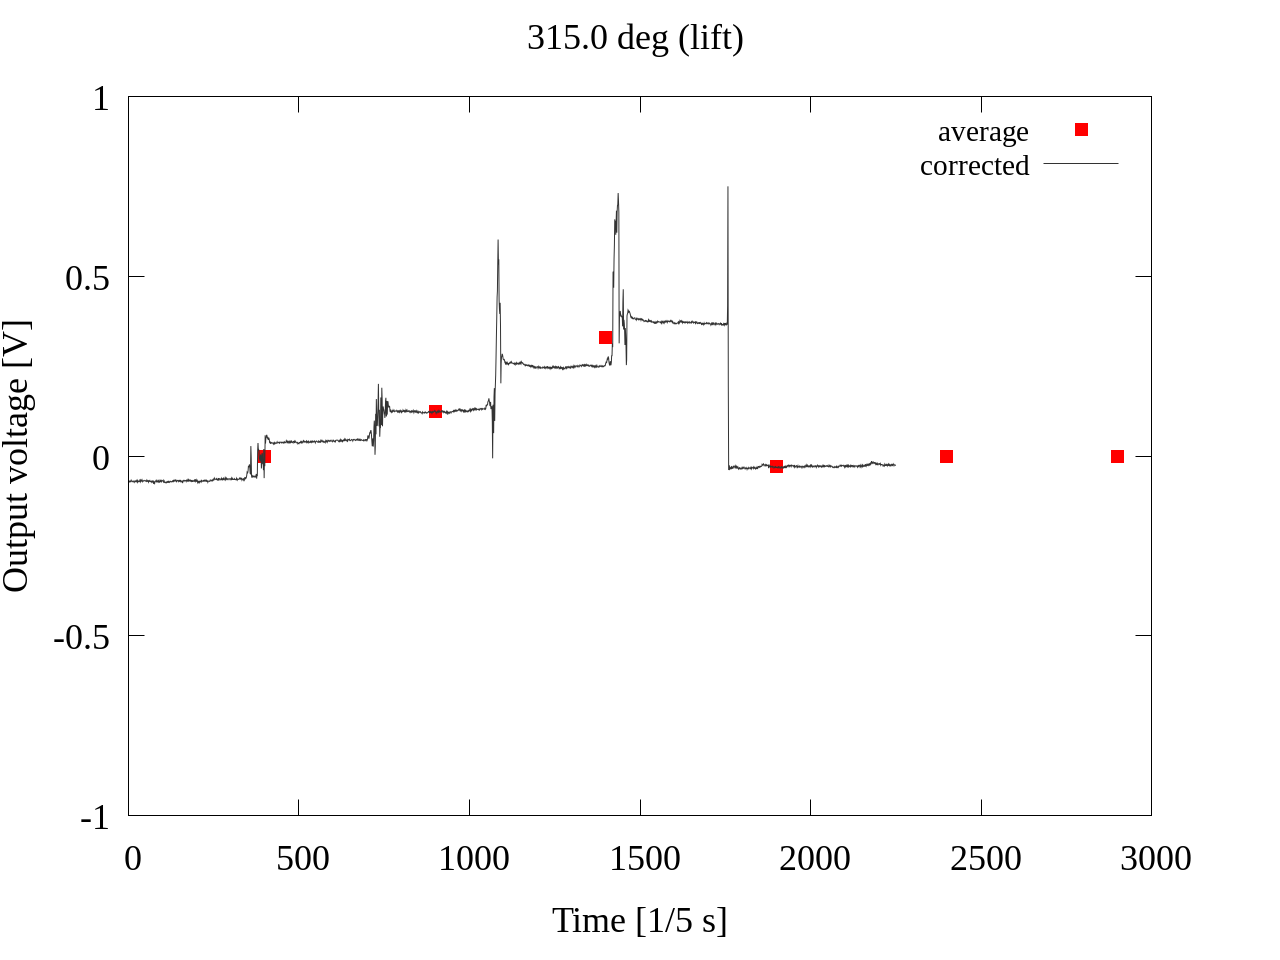 315.0 deg (lift)
1
average
corrected
0.5
0
-0.5
-1
Output voltage [V]
0 500 1000 1500 2000 2500 3000
Time [1/5 s]